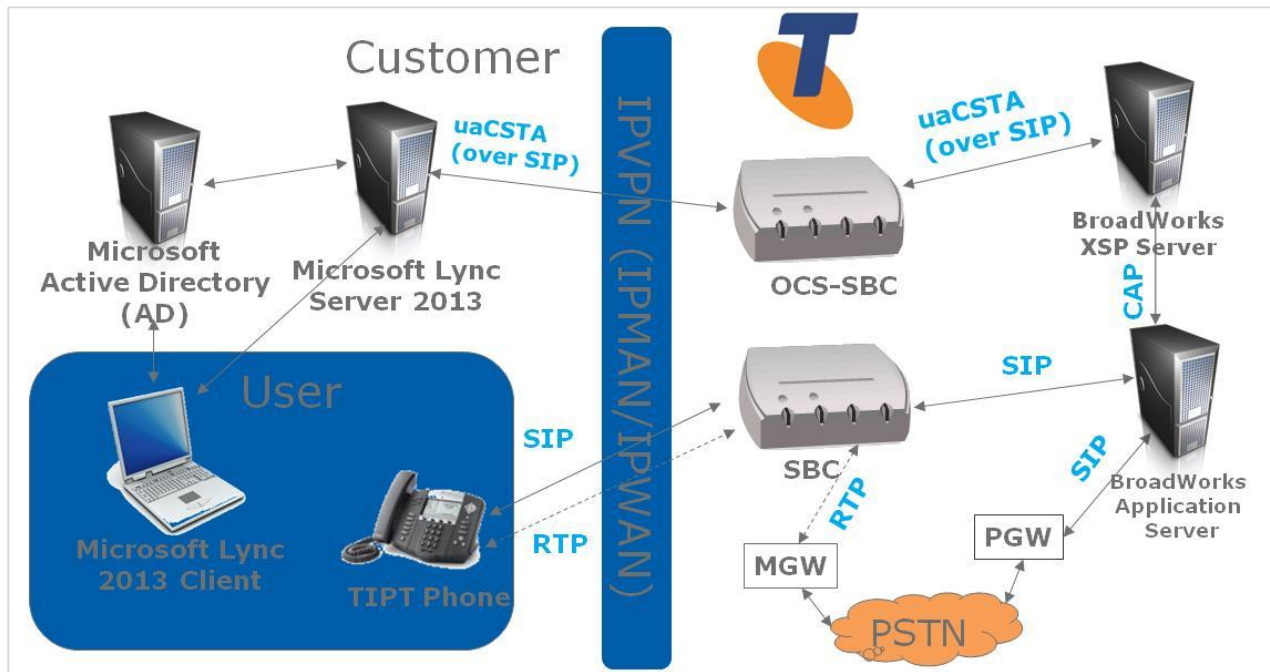 Customer
IPVPN (IPMAN/IPWAN)
T
uaCSTA
(over SIP)
uaCSTA
(over SIP)
Microsoft
Active Directory
(AD)
Microsoft Lync
Server 2013
OCS-SBC
BroadWorks
XSP Server
CAP
User
SIP
RTP
Microsoft Lync
2013 Client
TIPT Phone
SBC
SIP
SIP
RTP
BroadWorks
Application
Server
MGW
PGW
PSTN